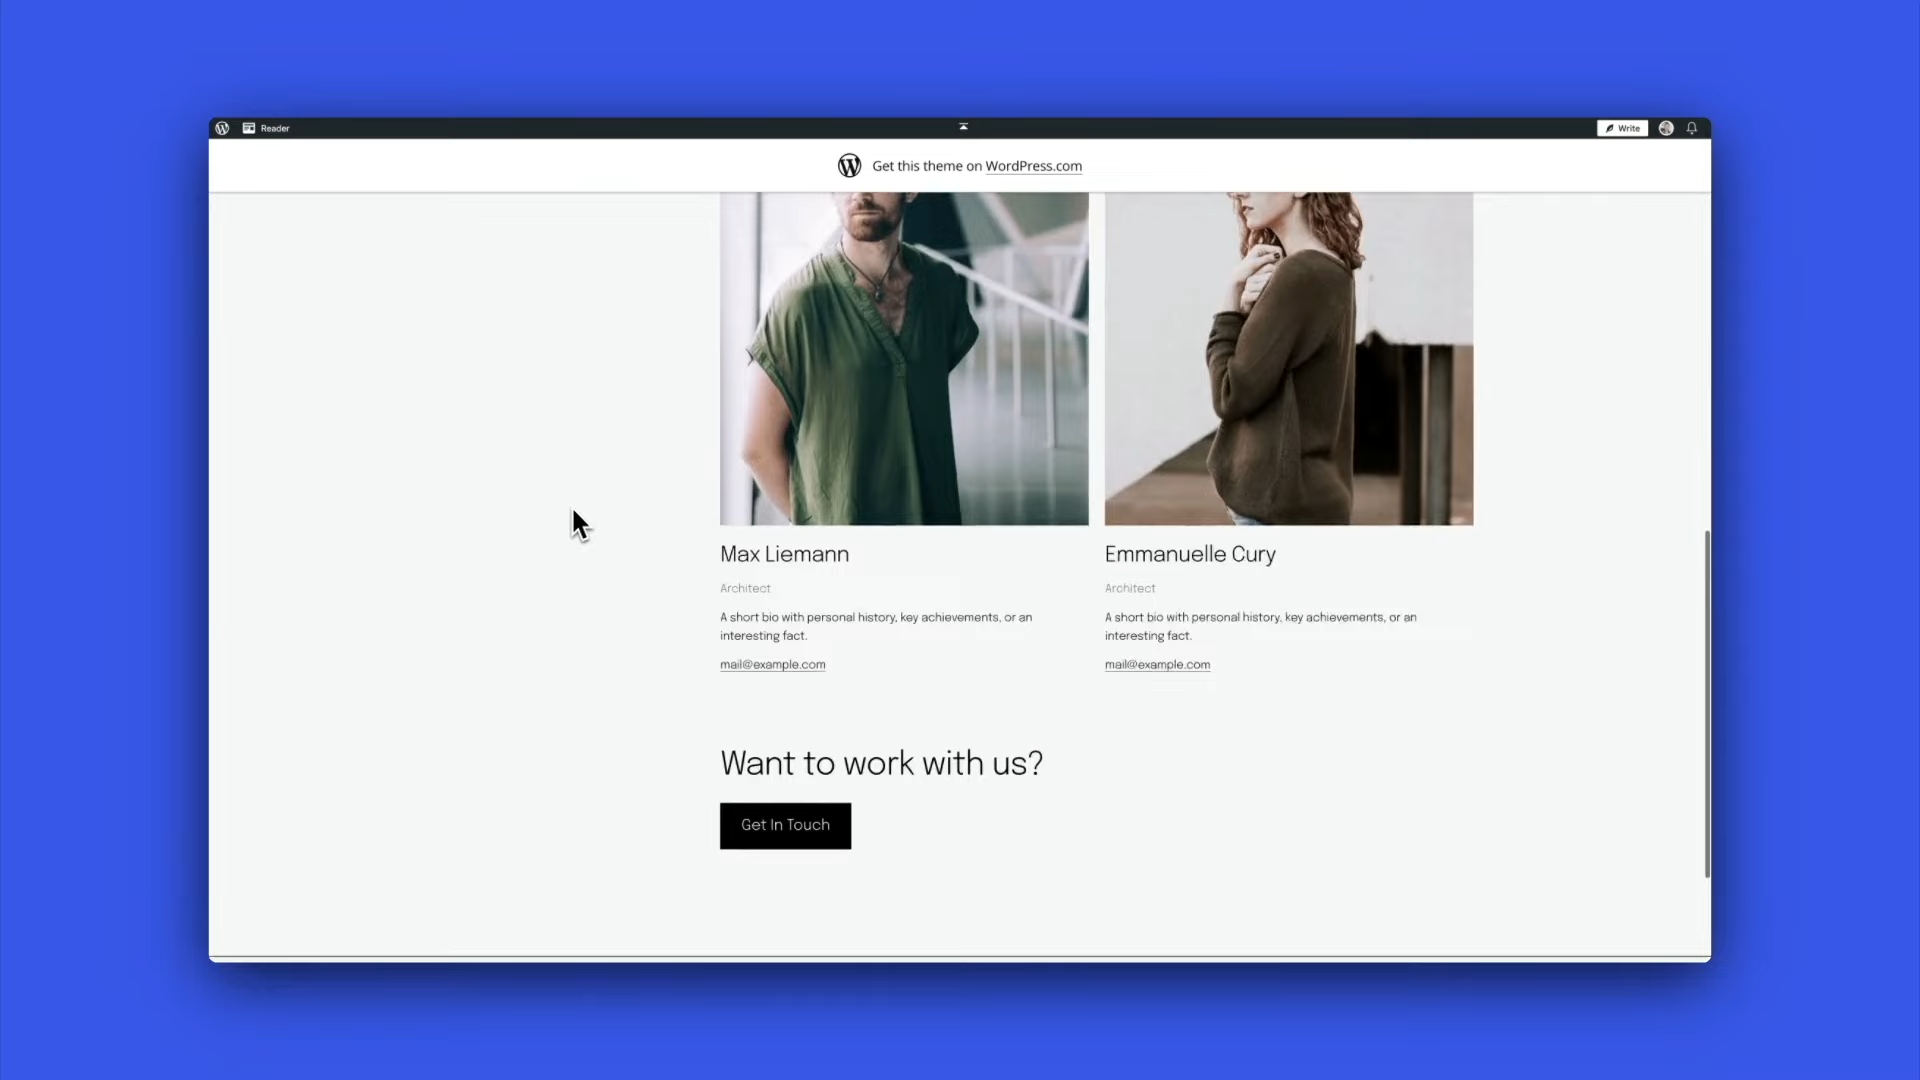 Reader
Write
Get this theme on WordPress.com
Max Liemann
Architect
A short bio with personal history, key achievements, or an
interesting fact.
mail@example.com
Emmanuelle Cury
Architect
A short bio with personal history, key achievements, or an
interesting fact.
mail@example.com
Want to work with us?
Get In Touch